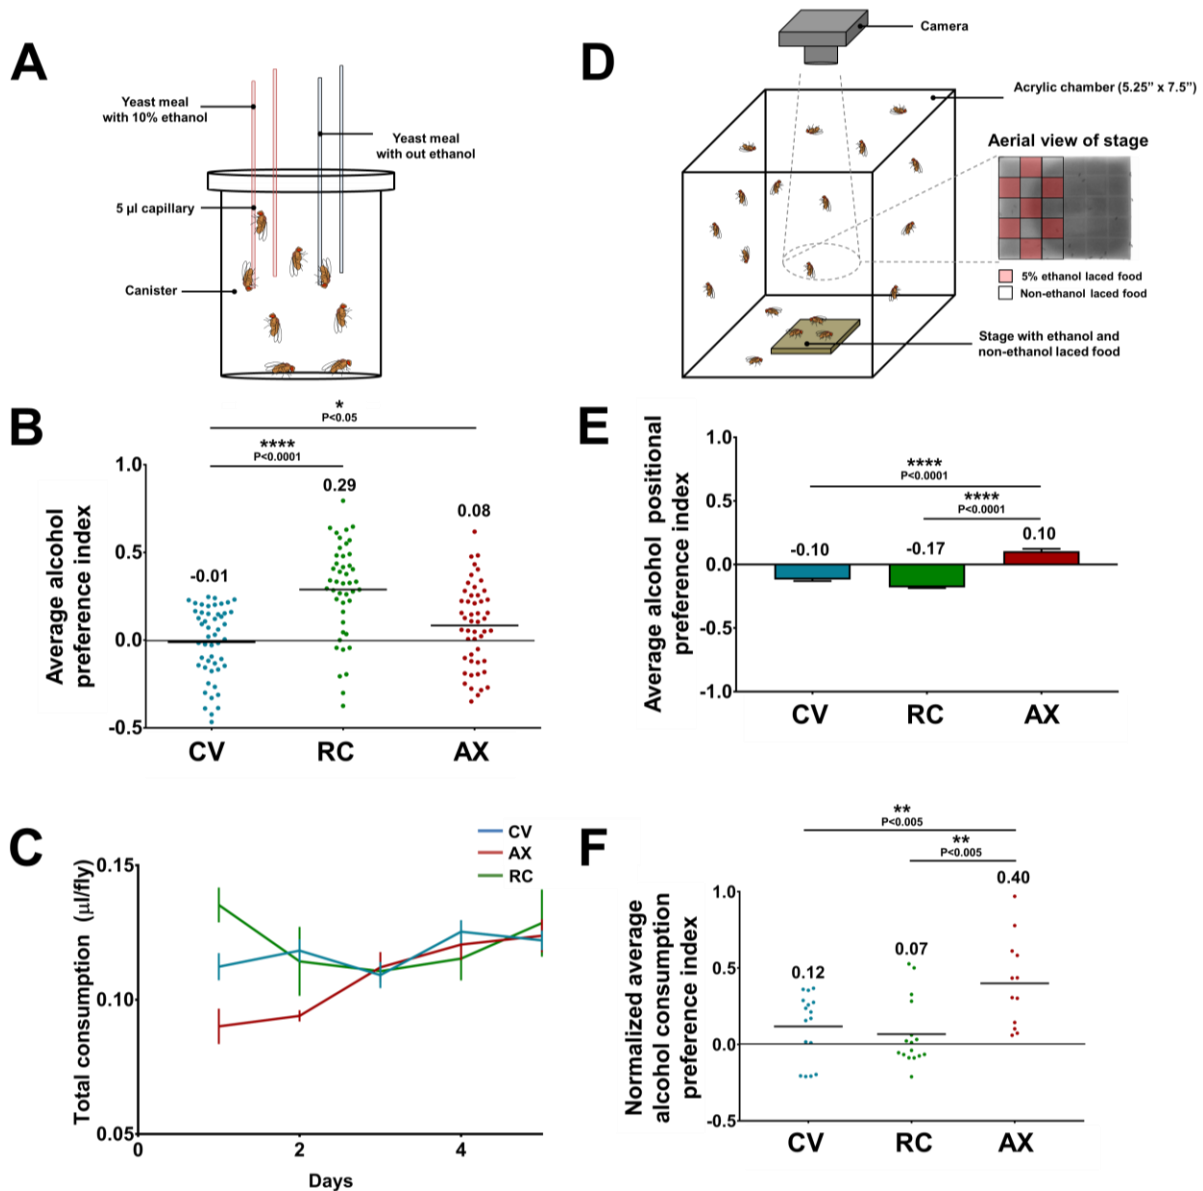 A
Yeast meal
with 10% ethanol
Yeast meal
with out ethanol
5 µl capillary
Canister
D
Camera
Acrylic chamber (5.25” x 7.5”)
Aerial view of stage
5% ethanol laced food
Non-ethanol laced food
Stage with ethanol and
non-ethanol laced food
B
*
P<0.05
****
P<0.0001
Average alcohol
preference index
1.0
0.5
0.0
-0.5
-0.01
0.29
0.08
CV
RC
AX
E
Average alcohol positional
preference index
1.0
0.5
0.0
-0.5
-1.0
****
P<0.0001
****
P<0.0001
-0.10
-0.17
0.10
CV
RC
AX
C
Total consumption (µl/fly)
0.15
0.10
0.05
CV
AX
RC
0
2
4
Days
F
Normalized average
alcohol consumption
preference index
**
P<0.005
**
P<0.005
1.0
0.5
0.0
-0.5
0.12
0.07
0.40
CV
RC
AX